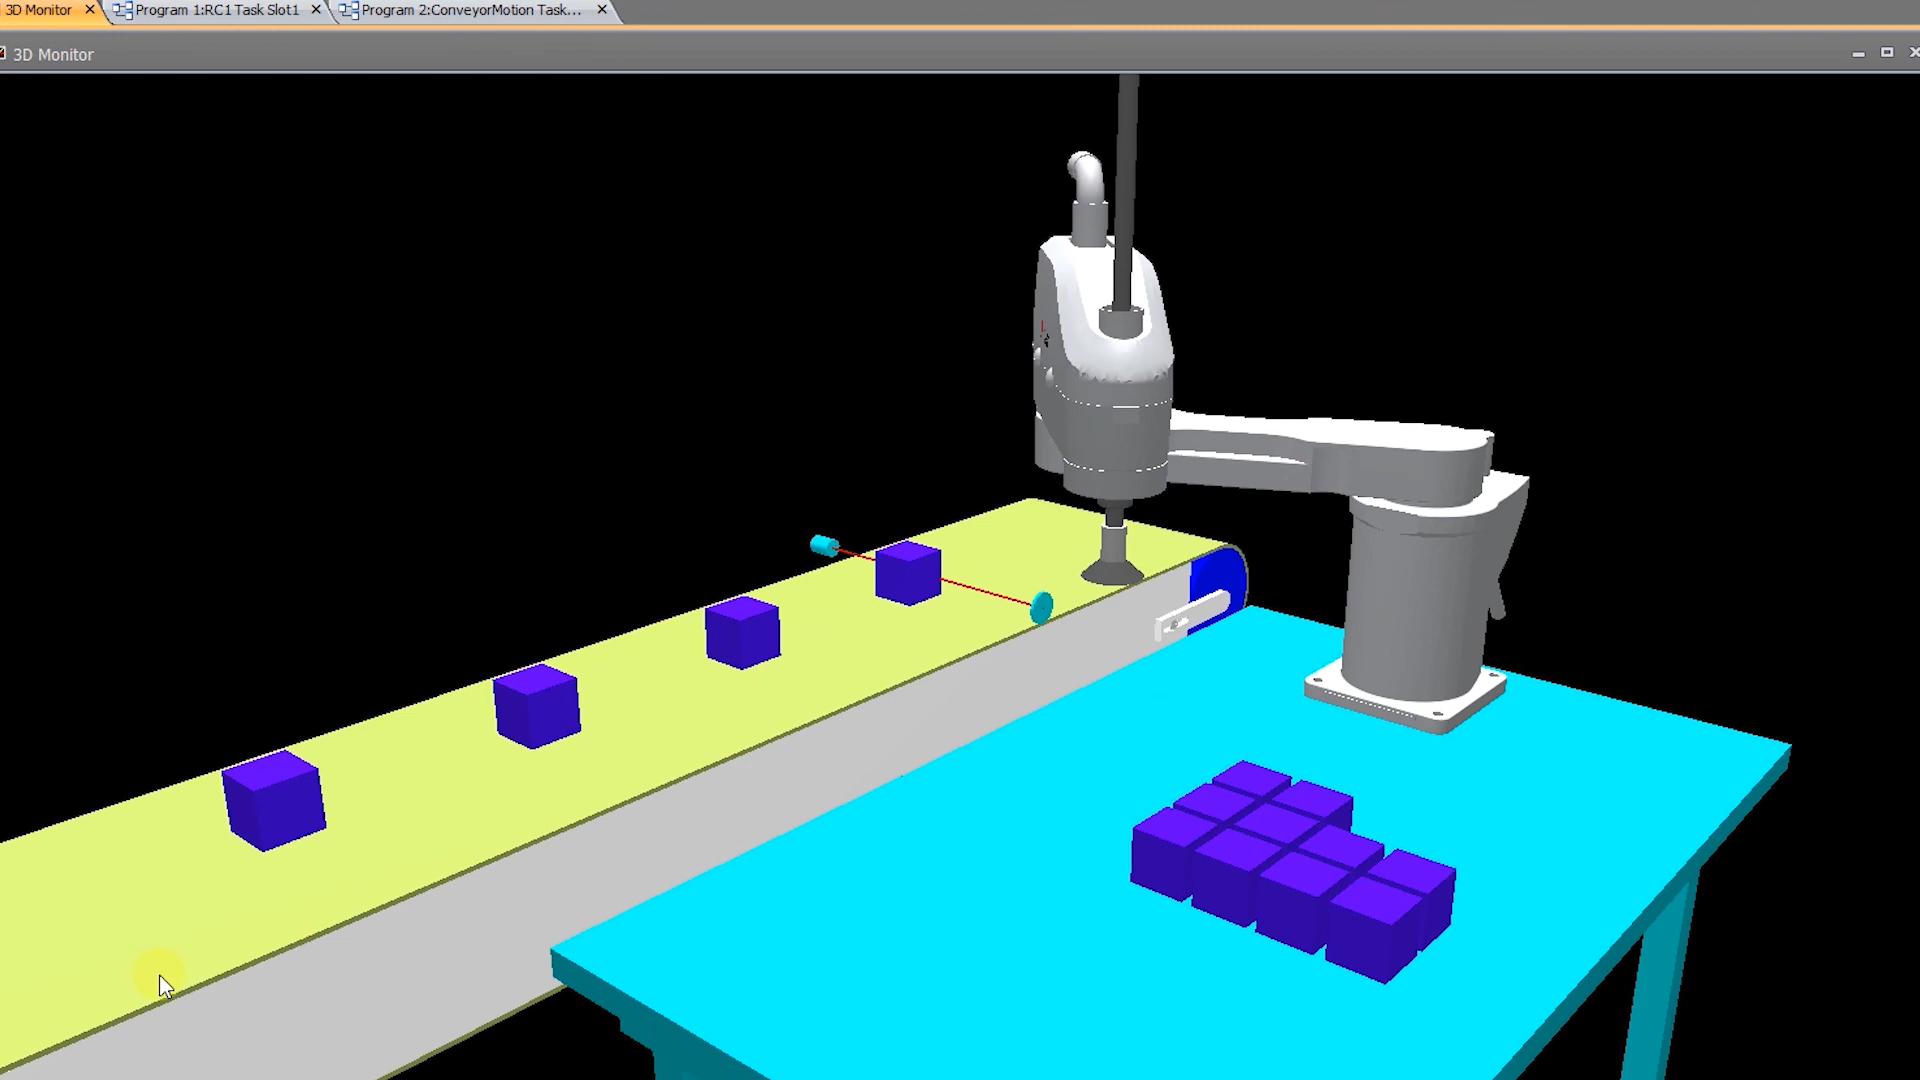 3D Monitor
Program 1:RC1 Task Slot1
Program 2:ConveyorMotion Task...
3D Monitor